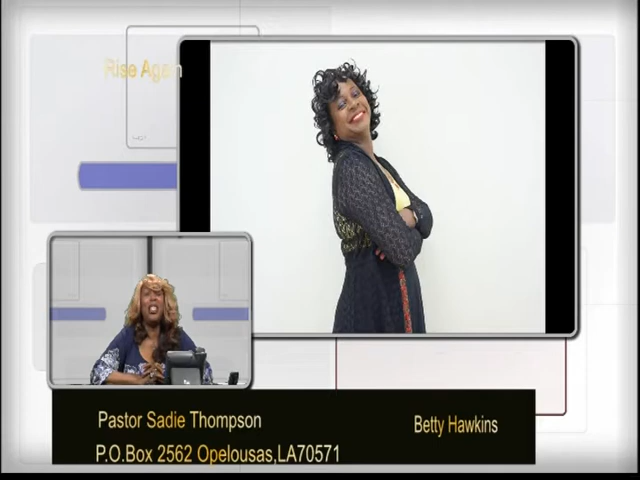 Rise Again
Pastor Sadie Thompson
Betty Hawkins
P.O.Box 2562 Opelousas,LA70571